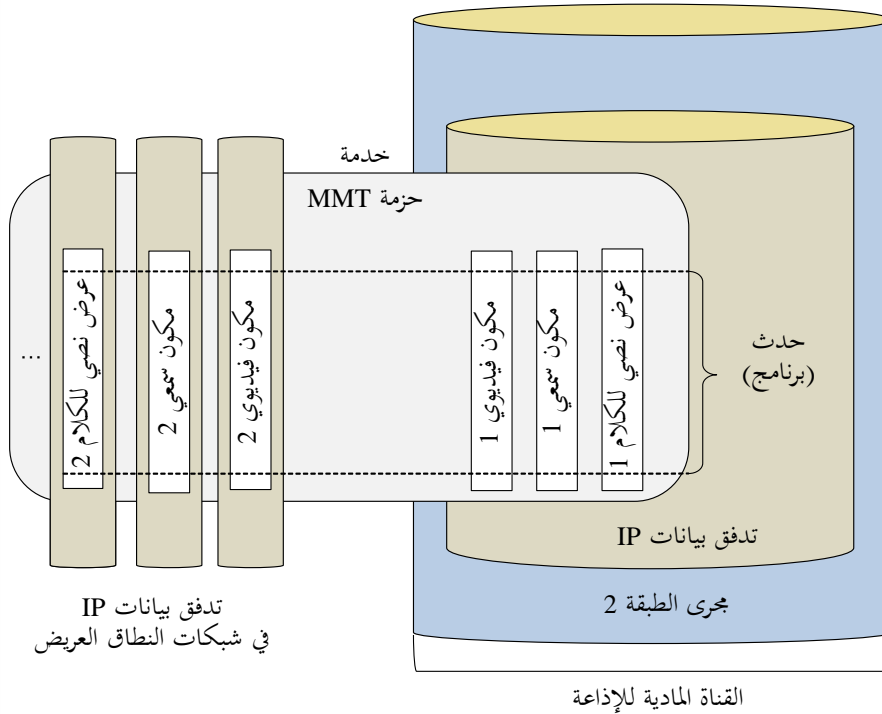 خدمة
حزمة MMT
عرض نصي للكلام 1
مكون سمعي 1
مكون فيديوي 1
مكون فيديوي 2
مكون سمعي 2
عرض نصي للكلام 2
...
حدث
(برنامج)
تدفق بيانات IP
مجرى الطبقة 2
القناة المادية للإذاعة
تدفق بيانات IP
في شبكات النطاق العريض